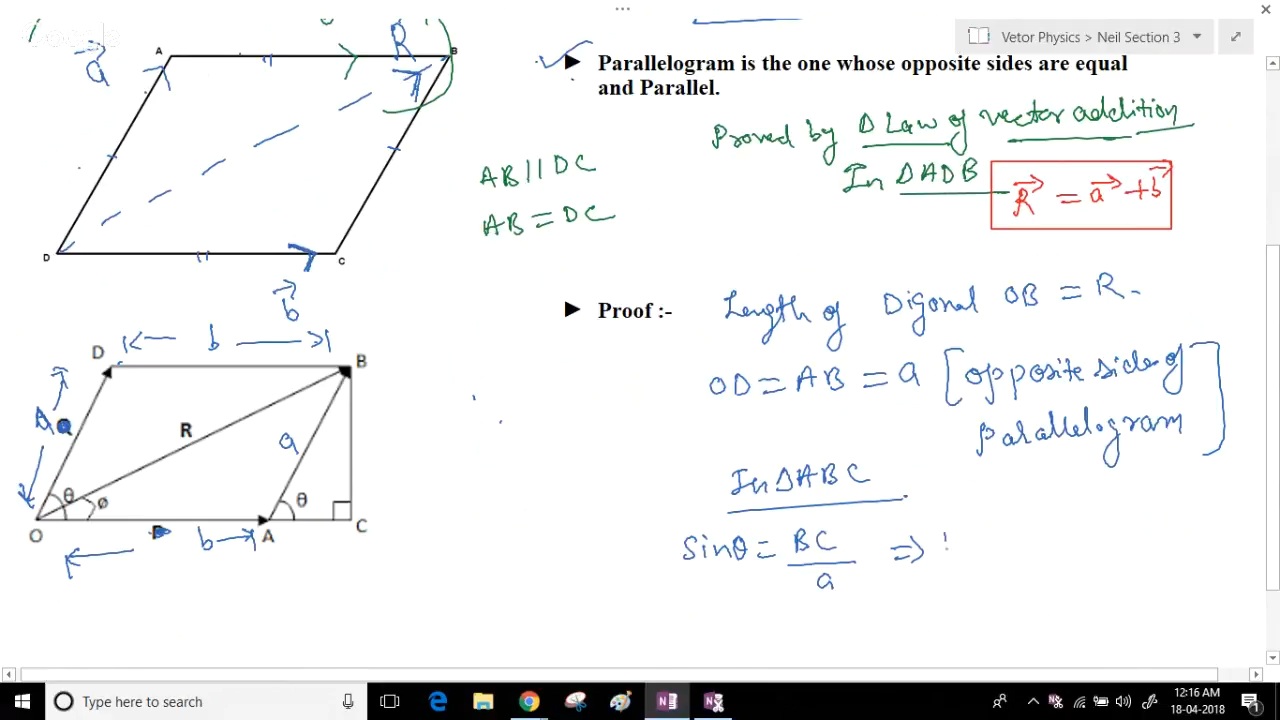 Vetor Physics > Neil Section 3
A
R
B
a
D
C
b
AB || DC
AB = DC
Parallelogram is the one whose opposite sides are equal
and Parallel.
Proved by Δ Law of vector addition
In ΔADB
R = a + b
Proof :-
Length of Digonal OB = R.
OD = AB = a [opposite side of
parallelogram]
In ΔABC
Sinθ = BC
a
=>
b
D
B
R
a
θ
ø
θ
O
b
A
C
Type here to search
12:16 AM
18-04-2018
1